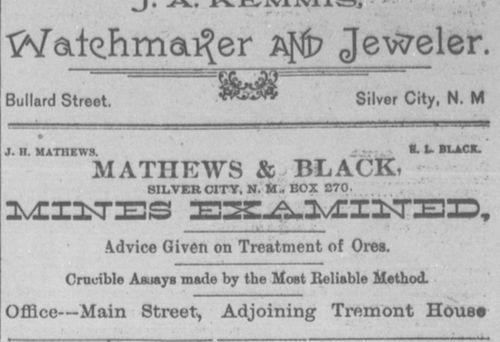 J. A. KEMMIS,
Watchmaker AND Jeweler.
Bullard Street. Silver City, N. M
J. H. MATHEWS. H. L. BLACK.
MATHEWS & BLACK,
SILVER CITY, N. M., BOX 270.
MINES EXAMINED,
Advice Given on Treatment of Ores.
Crucible Assays made by the Most Reliable Method.
Office---Main Street, Adjoining Tremont House